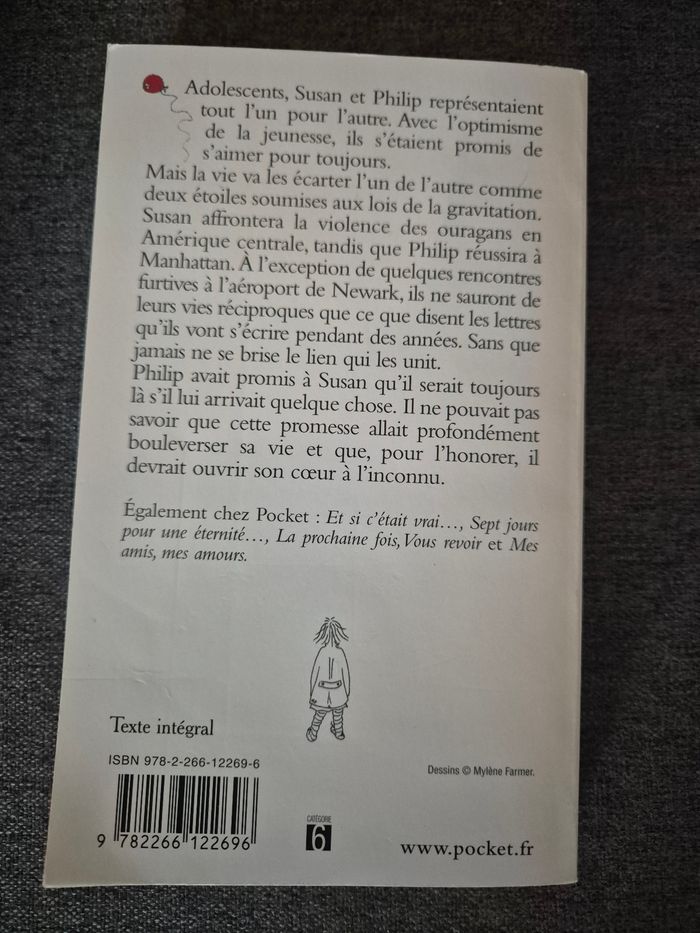 Adolescents, Susan et Philip représentaient
tout l'un pour l'autre. Avec l'optimisme
de la jeunesse, ils s'étaient promis de
s'aimer pour toujours.
Mais la vie va les écarter l'un de l'autre comme
deux étoiles soumises aux lois de la gravitation.
Susan affrontera la violence des ouragans en
Amérique centrale, tandis que Philip réussira à
Manhattan. À l'exception de quelques rencontres
furtives à l'aéroport de Newark, ils ne sauront de
leurs vies réciproques que ce que disent les lettres
qu'ils vont s'écrire pendant des années. Sans que
jamais ne se brise le lien qui les unit.
Philip avait promis à Susan qu'il serait toujours
là s'il lui arrivait quelque chose. Il ne pouvait pas
savoir que cette promesse allait profondément
bouleverser sa vie et que, pour l'honorer, il
devrait ouvrir son cœur à l'inconnu.
Également chez Pocket : Et si c'était vrai…, Sept jours
pour une éternité…, La prochaine fois, Vous revoir et Mes
amis, mes amours.
Texte intégral
ISBN 978-2-266-12269-6
9 782266 122696
CATÉGORIE
6
Dessins © Mylène Farmer.
www.pocket.fr